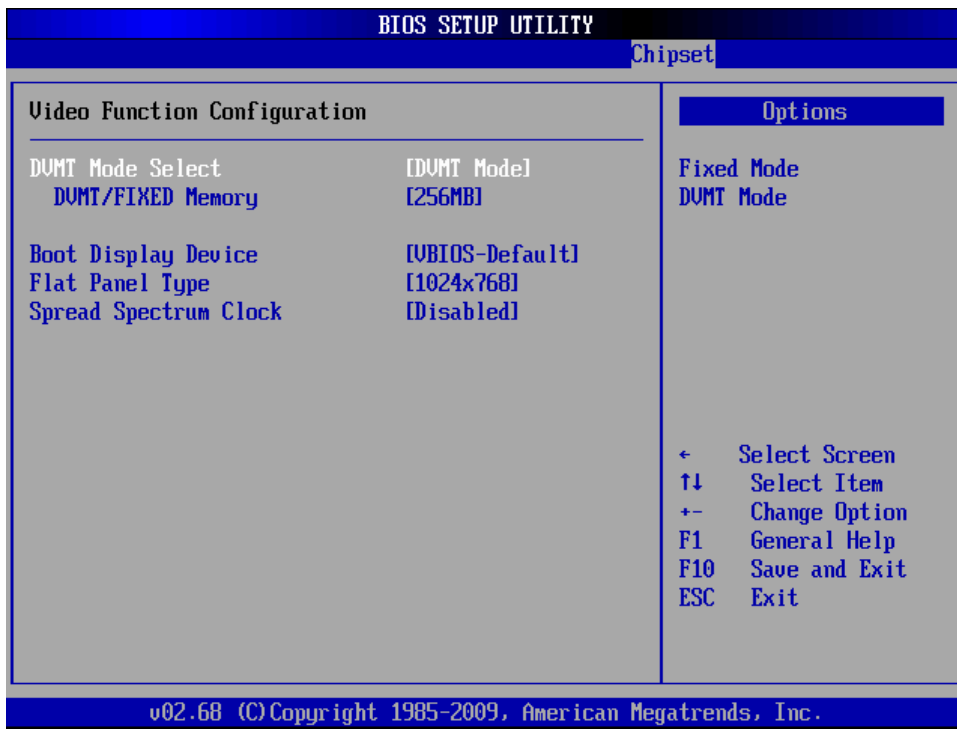 BIOS SETUP UTILITY
Chipset
Video Function Configuration
DVMT Mode Select [DVMT Mode]
DVMT/FIXED Memory [256MB]
Boot Display Device [VBIOS-Default]
Flat Panel Type [1024x768]
Spread Spectrum Clock [Disabled]
Options
Fixed Mode
DVMT Mode
← Select Screen
↑↓ Select Item
+- Change Option
F1 General Help
F10 Save and Exit
ESC Exit
v02.68 (C)Copyright 1985-2009, American Megatrends, Inc.